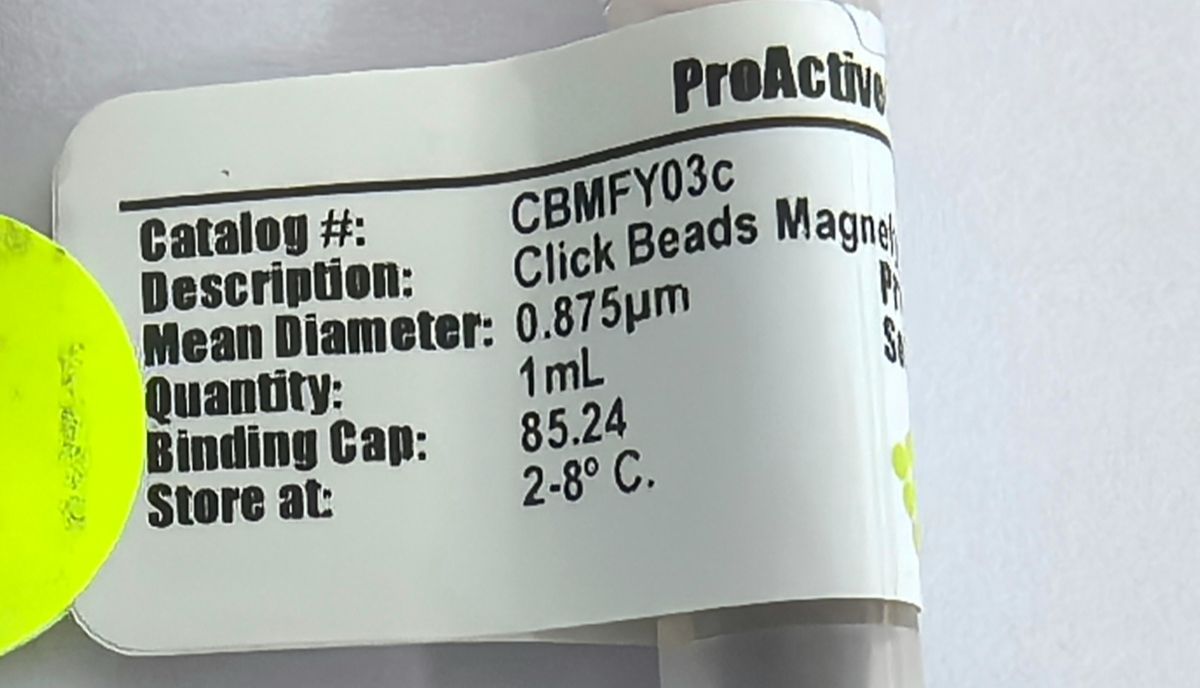 ProActive
Catalog #: CBMFY03c
Description: Click Beads Magne
Mean Diameter: 0.875µm
Quantity: 1mL
Binding Cap: 85.24
Store at: 2-8° C.